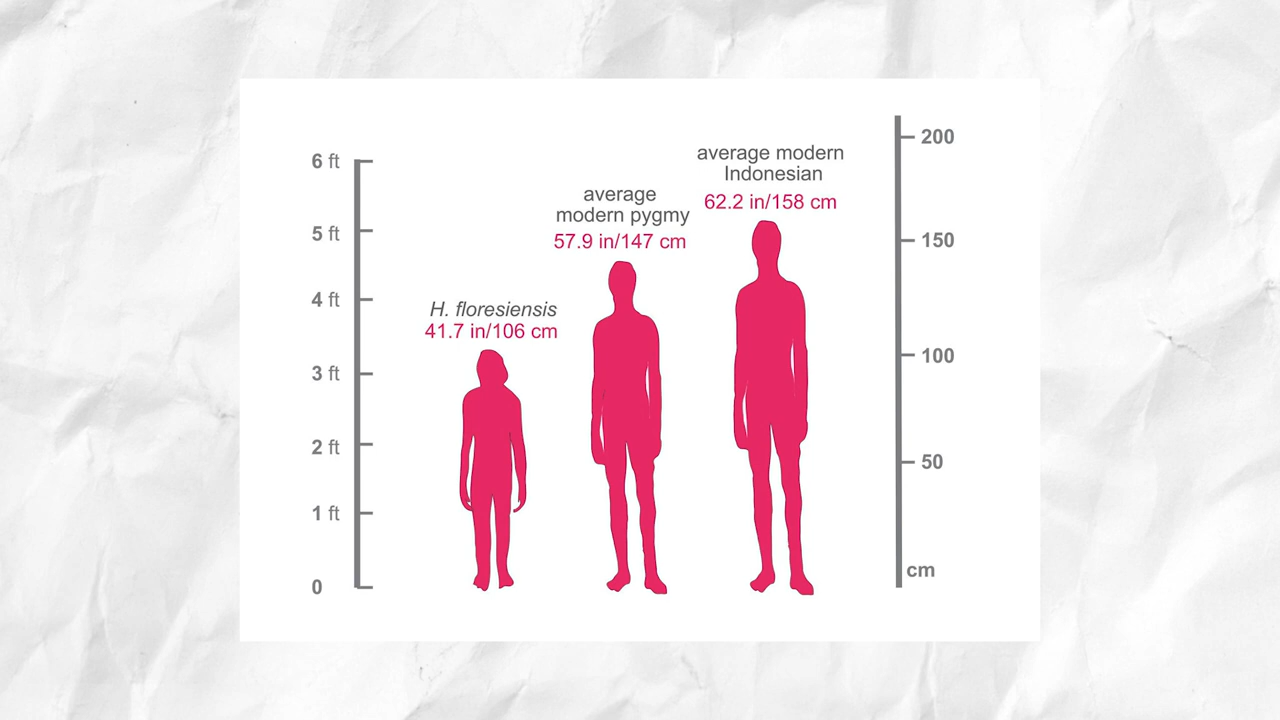 6 ft
5 ft
4 ft
3 ft
2 ft
1 ft
0
H. floresiensis
41.7 in/106 cm
average
modern pygmy
57.9 in/147 cm
average modern
Indonesian
62.2 in/158 cm
200
150
100
50
cm